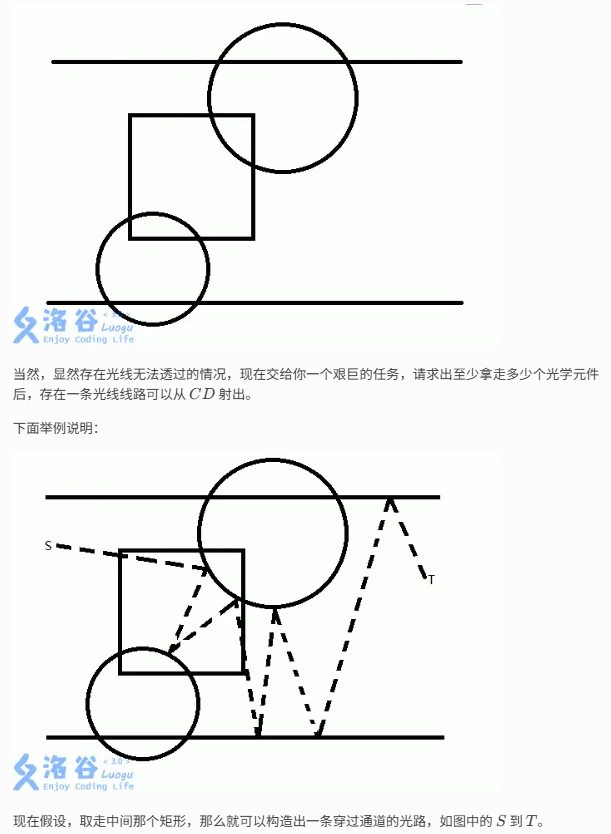 洛谷 < 3.0 > Luogu
Enjoy Coding Life
当然，显然存在光线无法透过的情况，现在交给你一个艰巨的任务，请求出至少拿走多少个光学元件
后，存在一条光线线路可以从 CD 射出。
下面举例说明：
S
T
洛谷 < 3.0 > Luogu
Enjoy Coding Life
现在假设，取走中间那个矩形，那么就可以构造出一条穿过通道的光路，如图中的 S 到 T。